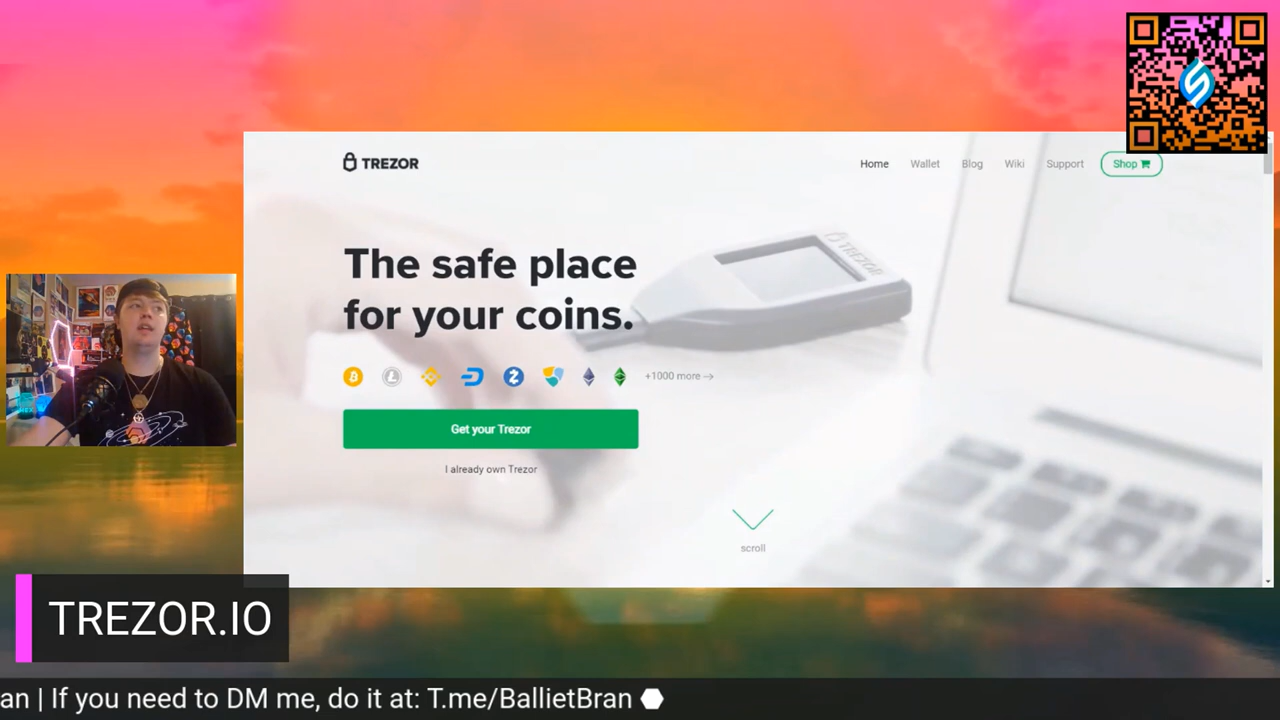 TREZOR
Home Wallet Blog Wiki Support Shop
TREZOR
The safe place
for your coins.
+1000 more →
Get your Trezor
I already own Trezor
scroll
TREZOR.IO
an | If you need to DM me, do it at: T.me/BallietBran